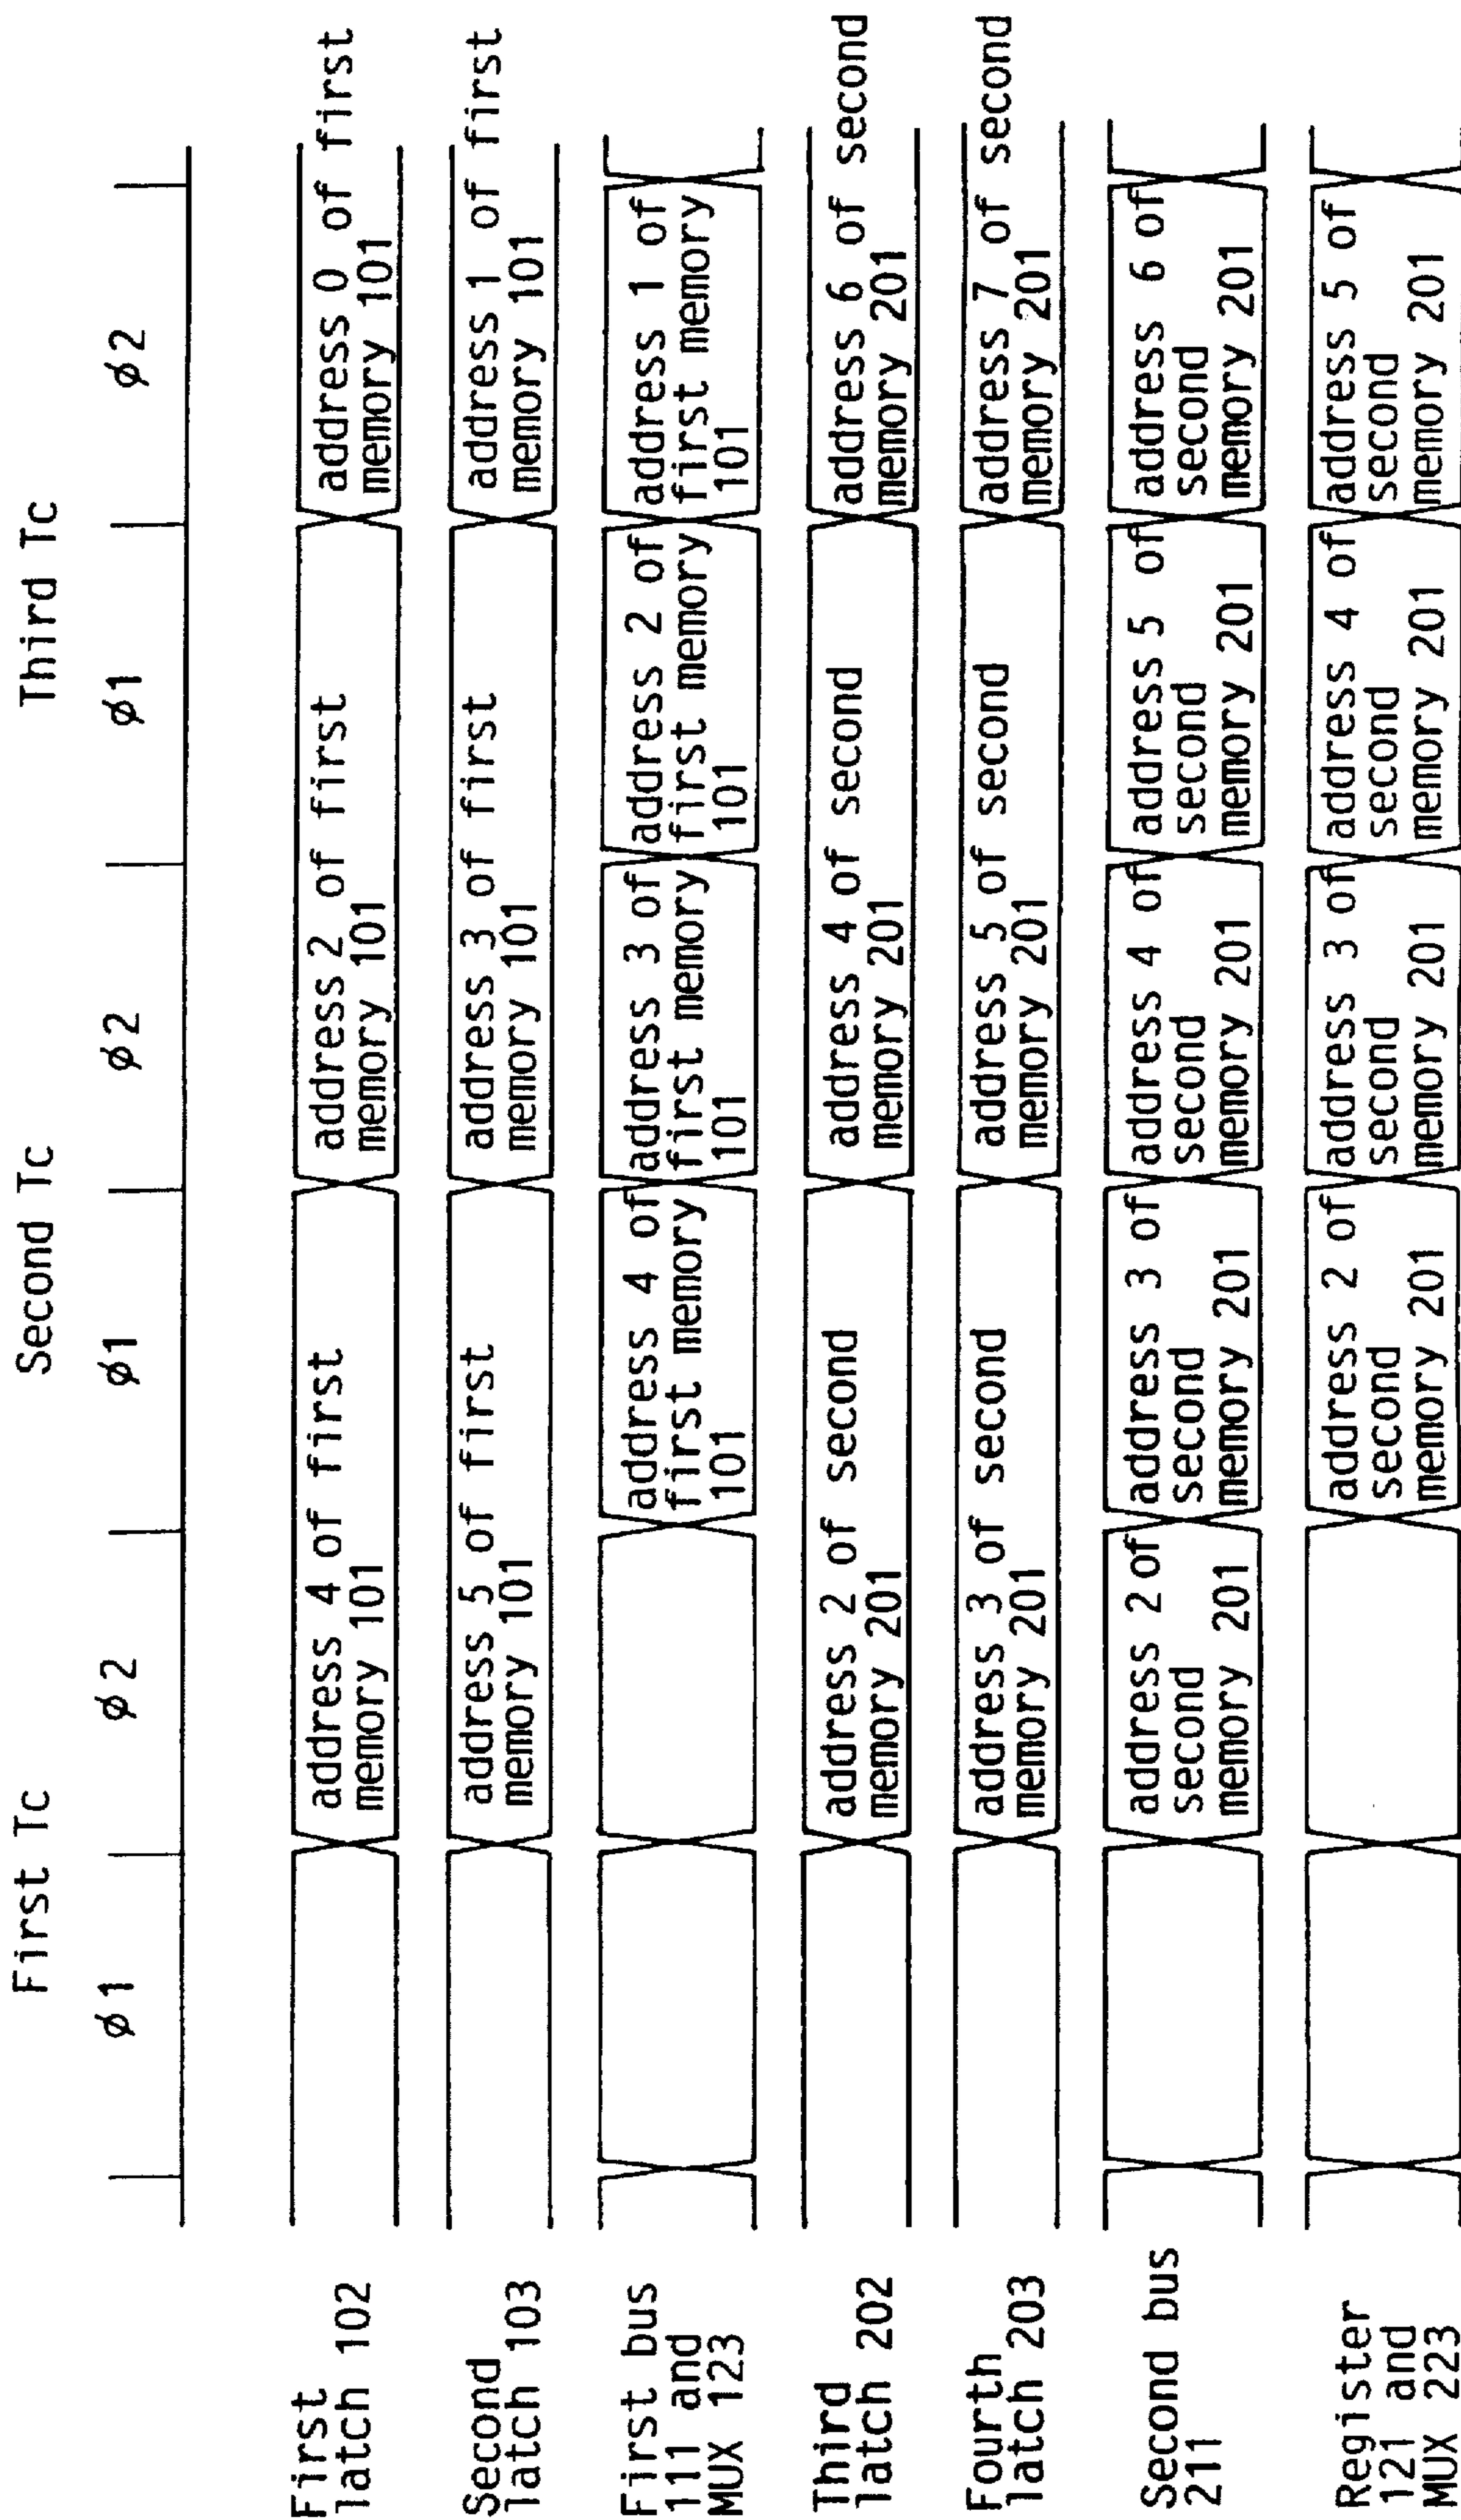 First Tc
Second Tc
Third Tc
ø1
ø2
ø1
ø2
ø1
ø2
First
latch 102
address 4 of first
memory 101
address 2 of first
memory 101
address 0 of first
memory 101
Second
latch 103
address 5 of first
memory 101
address 3 of first
memory 101
address 1 of first
memory 101
First bus
111 and
MUX 123
address 4 of
first memory
101
address 3 of
first memory
101
address 2 of
first memory
101
address 1 of
first memory
101
Third
latch 202
address 2 of second
memory 201
address 4 of second
memory 201
address 6 of second
memory 201
Fourth
latch 203
address 3 of second
memory 201
address 5 of second
memory 201
address 7 of second
memory 201
Second bus
211
address 2 of
second
memory 201
address 3 of
second
memory 201
address 4 of
second
memory 201
address 5 of
second
memory 201
address 6 of
second
memory 201
Register
121 and
MUX 223
address 2 of
second
memory 201
address 3 of
second
memory 201
address 4 of
second
memory 201
address 5 of
second
memory 201